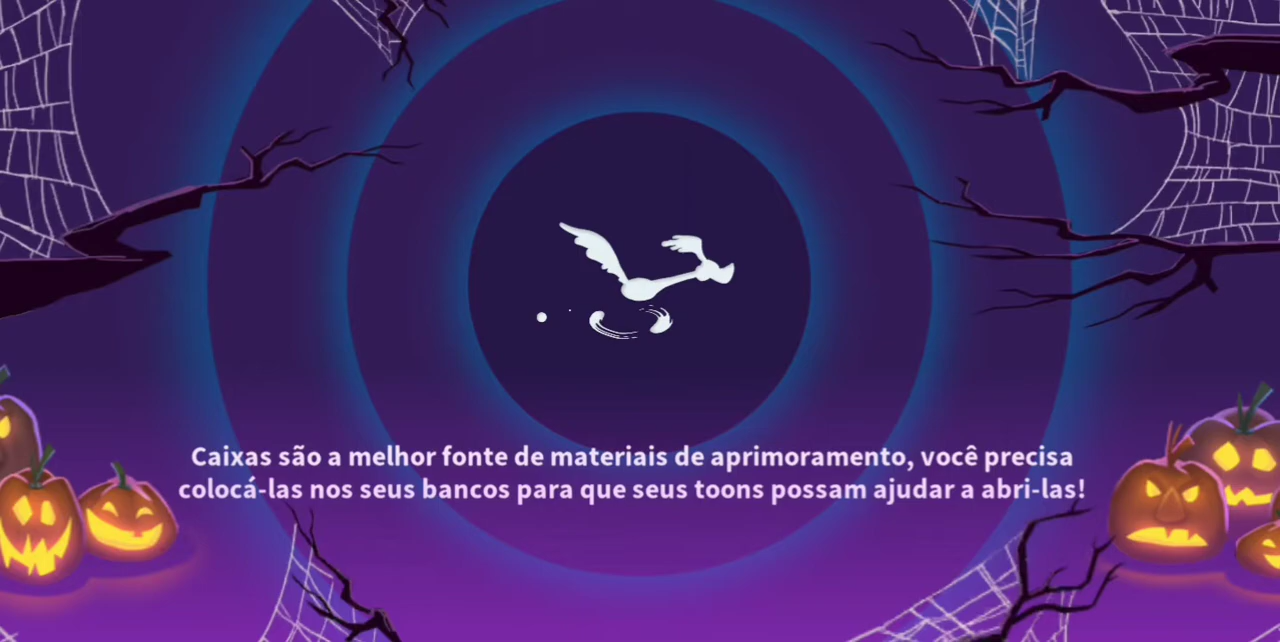 Caixas são a melhor fonte de materiais de aprimoramento, você precisa
colocá-las nos seus bancos para que seus toons possam ajudar a abri-las!